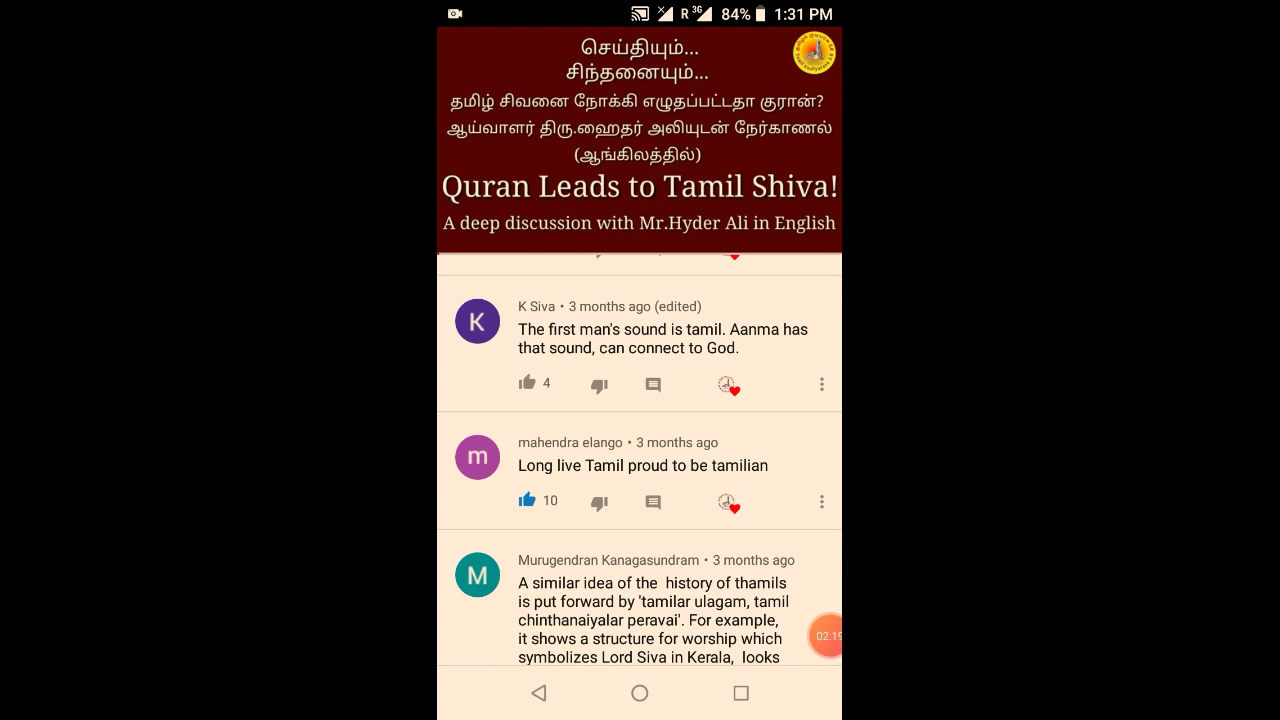 R 3G 84% 1:31 PM
செய்தியும்...
சிந்தனையும்...
தமிழ் சிவனை நோக்கி எழுதப்பட்டதா குரான்?
ஆய்வாளர் திரு.ஹைதர் அலியுடன் நேர்காணல்
(ஆங்கிலத்தில்)
Quran Leads to Tamil Shiva!
A deep discussion with Mr.Hyder Ali in English
K
K Siva • 3 months ago (edited)
The first man's sound is tamil. Aanma has
that sound, can connect to God.
4
m
mahendra elango • 3 months ago
Long live Tamil proud to be tamilian
10
M
Murugendran Kanagasundram • 3 months ago
A similar idea of the history of thamils
is put forward by 'tamilar ulagam, tamil
chinthanaiyalar peravai'. For example,
it shows a structure for worship which
symbolizes Lord Siva in Kerala, looks
02:19